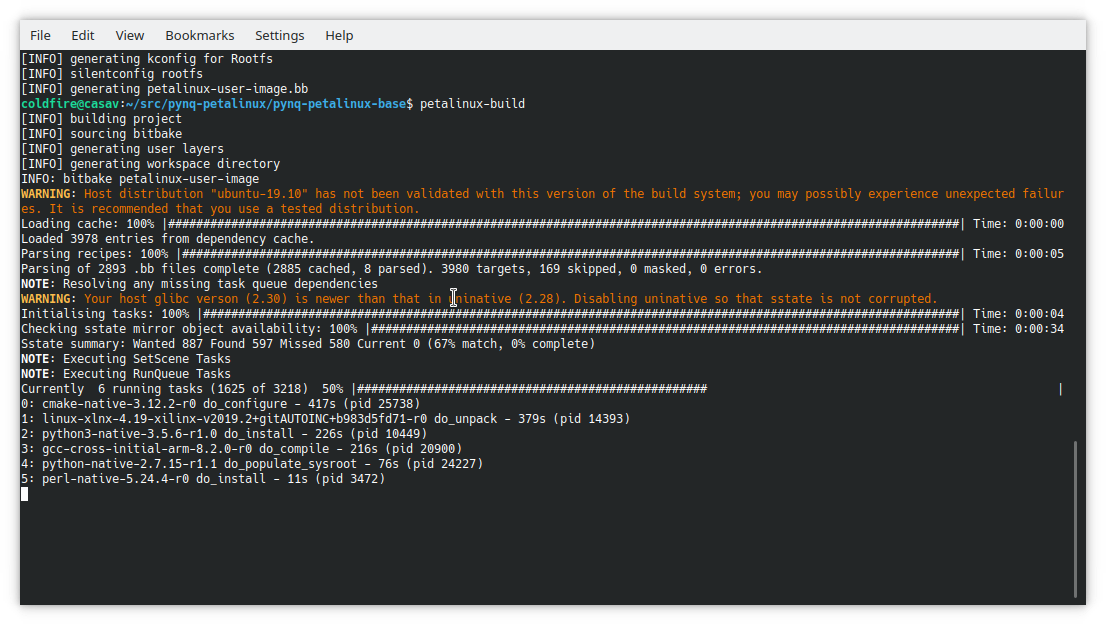 File Edit View Bookmarks Settings Help
[INFO] generating kconfig for Rootfs
[INFO] silentconfig rootfs
[INFO] generating petalinux-user-image.bb
coldfire@casav:~/src/pynq-petalinux/pynq-petalinux-base$ petalinux-build
[INFO] building project
[INFO] sourcing bitbake
[INFO] generating user layers
[INFO] generating workspace directory
INFO: bitbake petalinux-user-image
WARNING: Host distribution "ubuntu-19.10" has not been validated with this version of the build system; you may possibly experience unexpected failur
es. It is recommended that you use a tested distribution.
Loading cache: 100% |#################################################################################################################| Time: 0:00:00
Loaded 3978 entries from dependency cache.
Parsing recipes: 100% |###############################################################################################################| Time: 0:00:05
Parsing of 2893 .bb files complete (2885 cached, 8 parsed). 3980 targets, 169 skipped, 0 masked, 0 errors.
NOTE: Resolving any missing task queue dependencies
WARNING: Your host glibc verson (2.30) is newer than that in uninative (2.28). Disabling uninative so that sstate is not corrupted.
Initialising tasks: 100% |############################################################################################################| Time: 0:00:04
Checking sstate mirror object availability: 100% |####################################################################################| Time: 0:00:34
Sstate summary: Wanted 887 Found 597 Missed 580 Current 0 (67% match, 0% complete)
NOTE: Executing SetScene Tasks
NOTE: Executing RunQueue Tasks
Currently  6 running tasks (1625 of 3218)  50% |##################################################                                                  |
0: cmake-native-3.12.2-r0 do_configure - 417s (pid 25738)
1: linux-xlnx-4.19-xilinx-v2019.2+gitAUTOINC+b983d5fd71-r0 do_unpack - 379s (pid 14393)
2: python3-native-3.5.6-r1.0 do_install - 226s (pid 10449)
3: gcc-cross-initial-arm-8.2.0-r0 do_compile - 216s (pid 20900)
4: python-native-2.7.15-r1.1 do_populate_sysroot - 76s (pid 24227)
5: perl-native-5.24.4-r0 do_install - 11s (pid 3472)